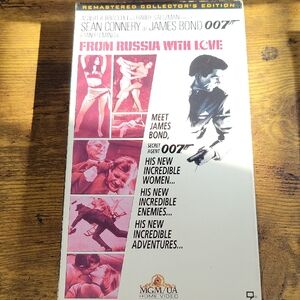 REMASTERED COLLECTOR'S EDITION
SEAN CONNERY JAMES BOND 007
FROM RUSSIA WITH LOVE
MEET
JAMES
BOND,
SECRET
AGENT 007
HIS NEW
INCREDIBLE
WOMEN...
HIS NEW
INCREDIBLE
ENEMIES...
HIS NEW
INCREDIBLE
ADVENTURES...
MGM/UA
HOME VIDEO